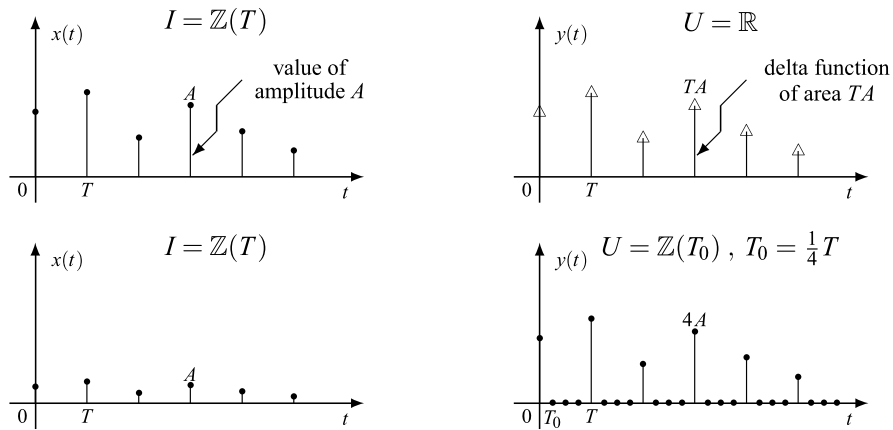 x(t)
I = ℤ(T)
value of
amplitude A
A
0
T
t
y(t)
U = ℝ
delta function
of area TA
TA
0
T
t
x(t)
I = ℤ(T)
A
0
T
t
y(t)
U = ℤ(T₀) , T₀ = ¼T
4A
0
T₀
T
t